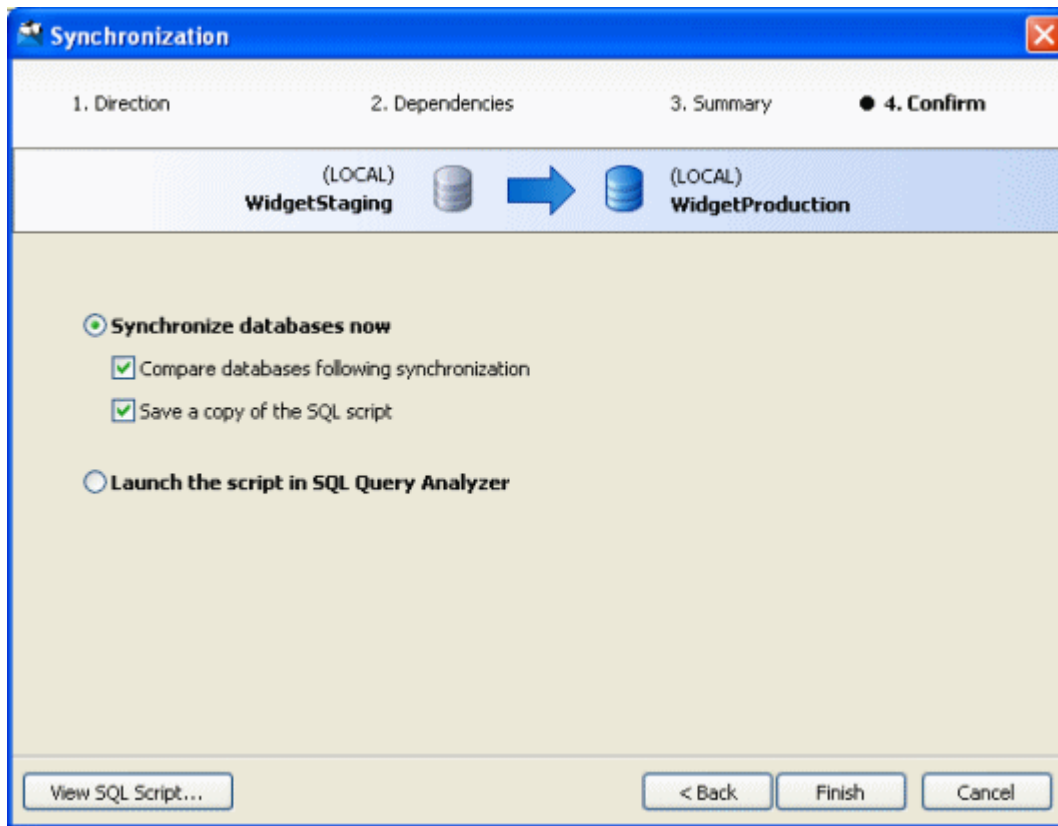 Synchronization
1. Direction 2. Dependencies 3. Summary 4. Confirm
(LOCAL) (LOCAL)
WidgetStaging WidgetProduction
Synchronize databases now
Compare databases following synchronization
Save a copy of the SQL script
Launch the script in SQL Query Analyzer
View SQL Script... < Back Finish Cancel